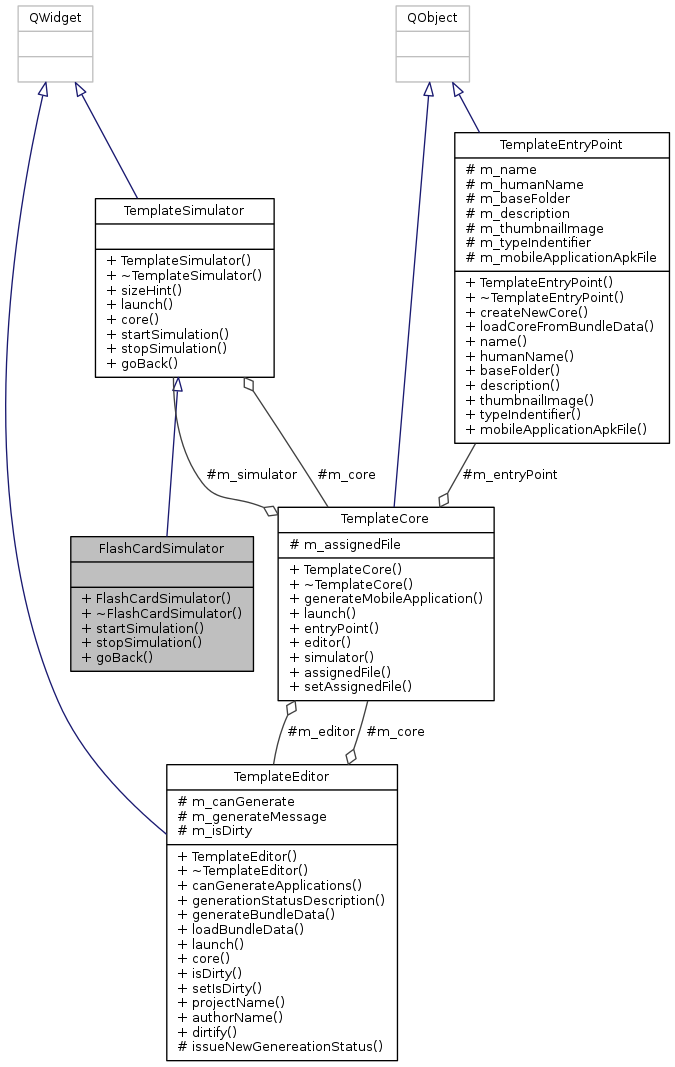 QWidget
QObject
TemplateEntryPoint
# m_name
# m_humanName
# m_baseFolder
# m_description
# m_thumbnailImage
# m_typeIndentifier
# m_mobileApplicationApkFile
+ TemplateEntryPoint()
+ ~TemplateEntryPoint()
+ createNewCore()
+ loadCoreFromBundleData()
+ name()
+ humanName()
+ baseFolder()
+ description()
+ thumbnailImage()
+ typeIndentifier()
+ mobileApplicationApkFile()
TemplateSimulator
+ TemplateSimulator()
+ ~TemplateSimulator()
+ sizeHint()
+ launch()
+ core()
+ startSimulation()
+ stopSimulation()
+ goBack()
#m_simulator
#m_core
#m_entryPoint
FlashCardSimulator
+ FlashCardSimulator()
+ ~FlashCardSimulator()
+ startSimulation()
+ stopSimulation()
+ goBack()
TemplateCore
# m_assignedFile
+ TemplateCore()
+ ~TemplateCore()
+ generateMobileApplication()
+ launch()
+ entryPoint()
+ editor()
+ simulator()
+ assignedFile()
+ setAssignedFile()
#m_editor
#m_core
TemplateEditor
# m_canGenerate
# m_generateMessage
# m_isDirty
+ TemplateEditor()
+ ~TemplateEditor()
+ canGenerateApplications()
+ generationStatusDescription()
+ generateBundleData()
+ loadBundleData()
+ launch()
+ core()
+ isDirty()
+ setIsDirty()
+ projectName()
+ authorName()
+ dirtify()
# issueNewGenereationStatus()